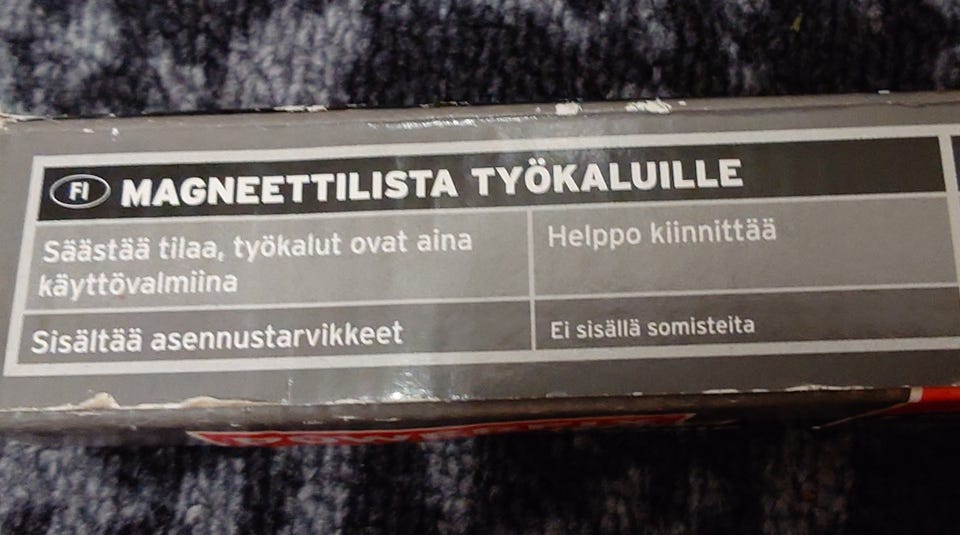 FI MAGNEETTILISTA TYÖKALUILLE
Säästää tilaa, työkalut ovat aina
käyttövalmiina
Helppo kiinnittää
Sisältää asennustarvikkeet
Ei sisällä somisteita